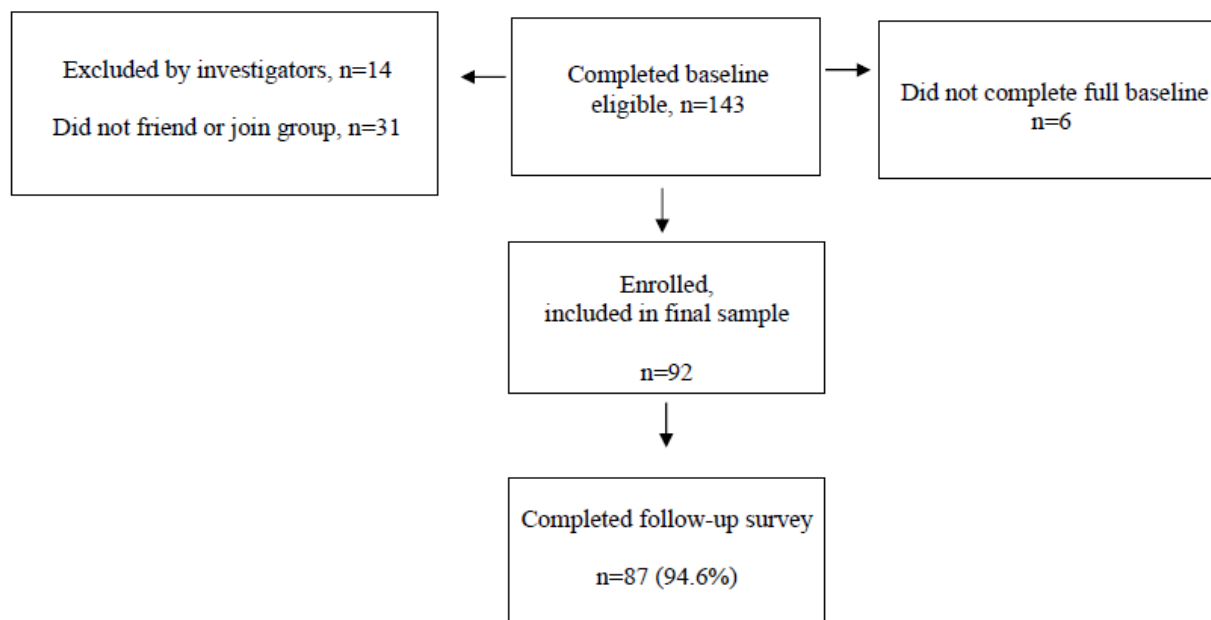 Excluded by investigators, n=14
Did not friend or join group, n=31
Completed baseline
eligible, n=143
Did not complete full baseline
n=6
Enrolled,
included in final sample
n=92
Completed follow-up survey
n=87 (94.6%)